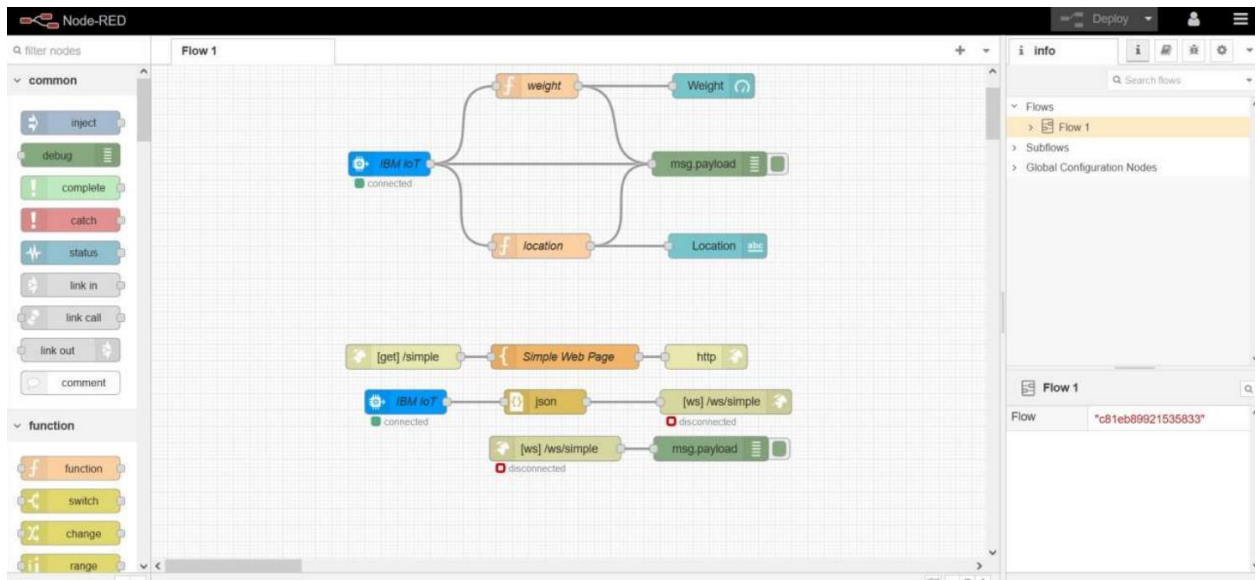 Node-RED
Deploy
filter nodes
Flow 1
info
i
Search flows
common
inject
debug
complete
catch
status
link in
link call
link out
comment
function
function
switch
change
range
weight
Weight
IBM IoT
connected
msg.payload
location
Location
abc
[get] /simple
Simple Web Page
http
IBM IoT
connected
json
[ws] /ws/simple
disconnected
[ws] /ws/simple
disconnected
msg.payload
Flows
Flow 1
Subflows
Global Configuration Nodes
Flow 1
Flow
"c81eb89921535833"